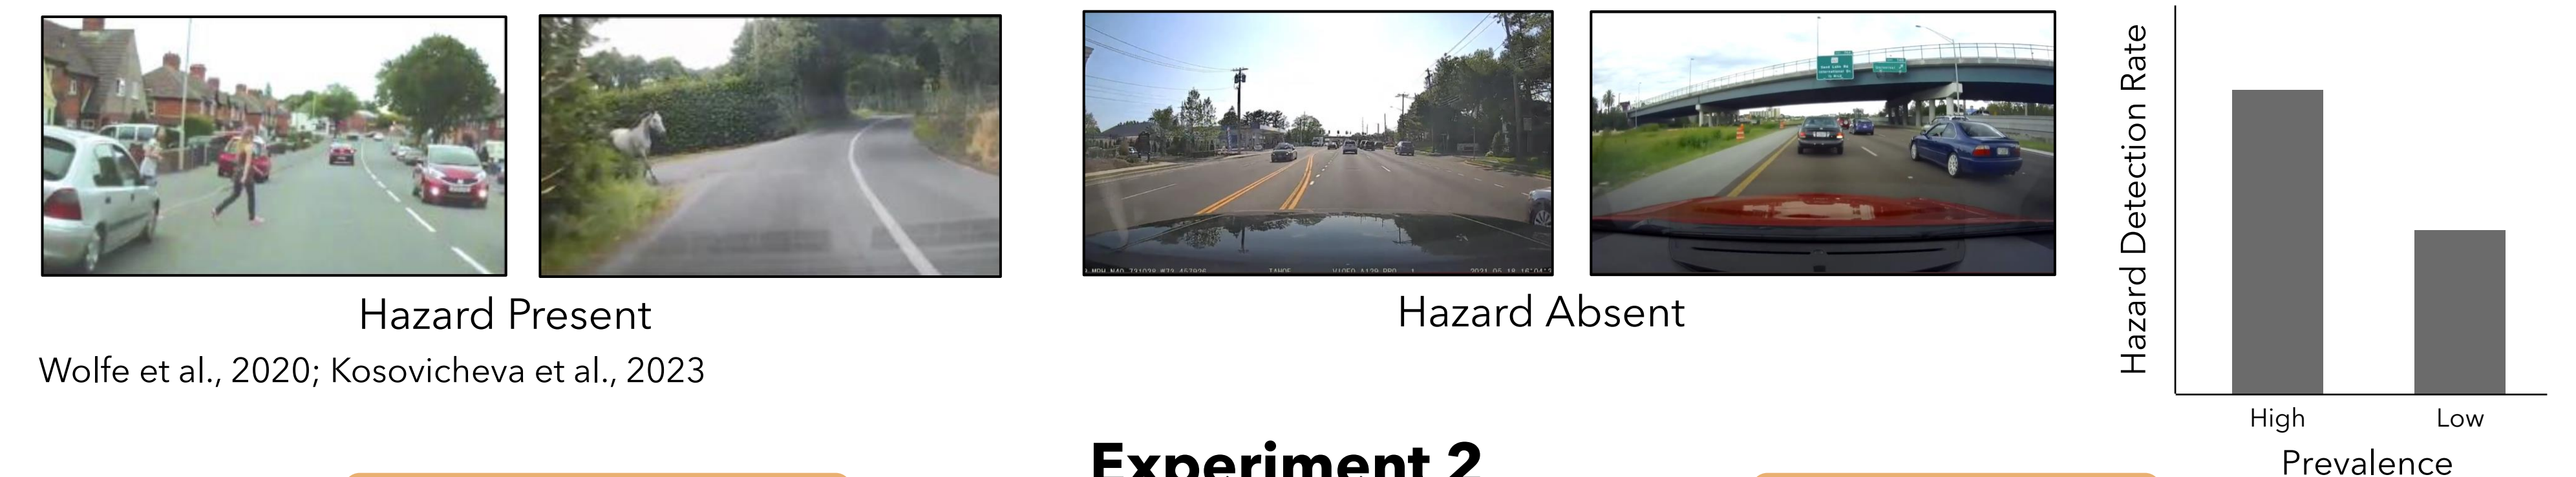 Hazard Present
Wolfe et al., 2020; Kosovicheva et al., 2023
Hazard Absent
Hazard Detection Rate
High
Low
Prevalence
Experiment 2